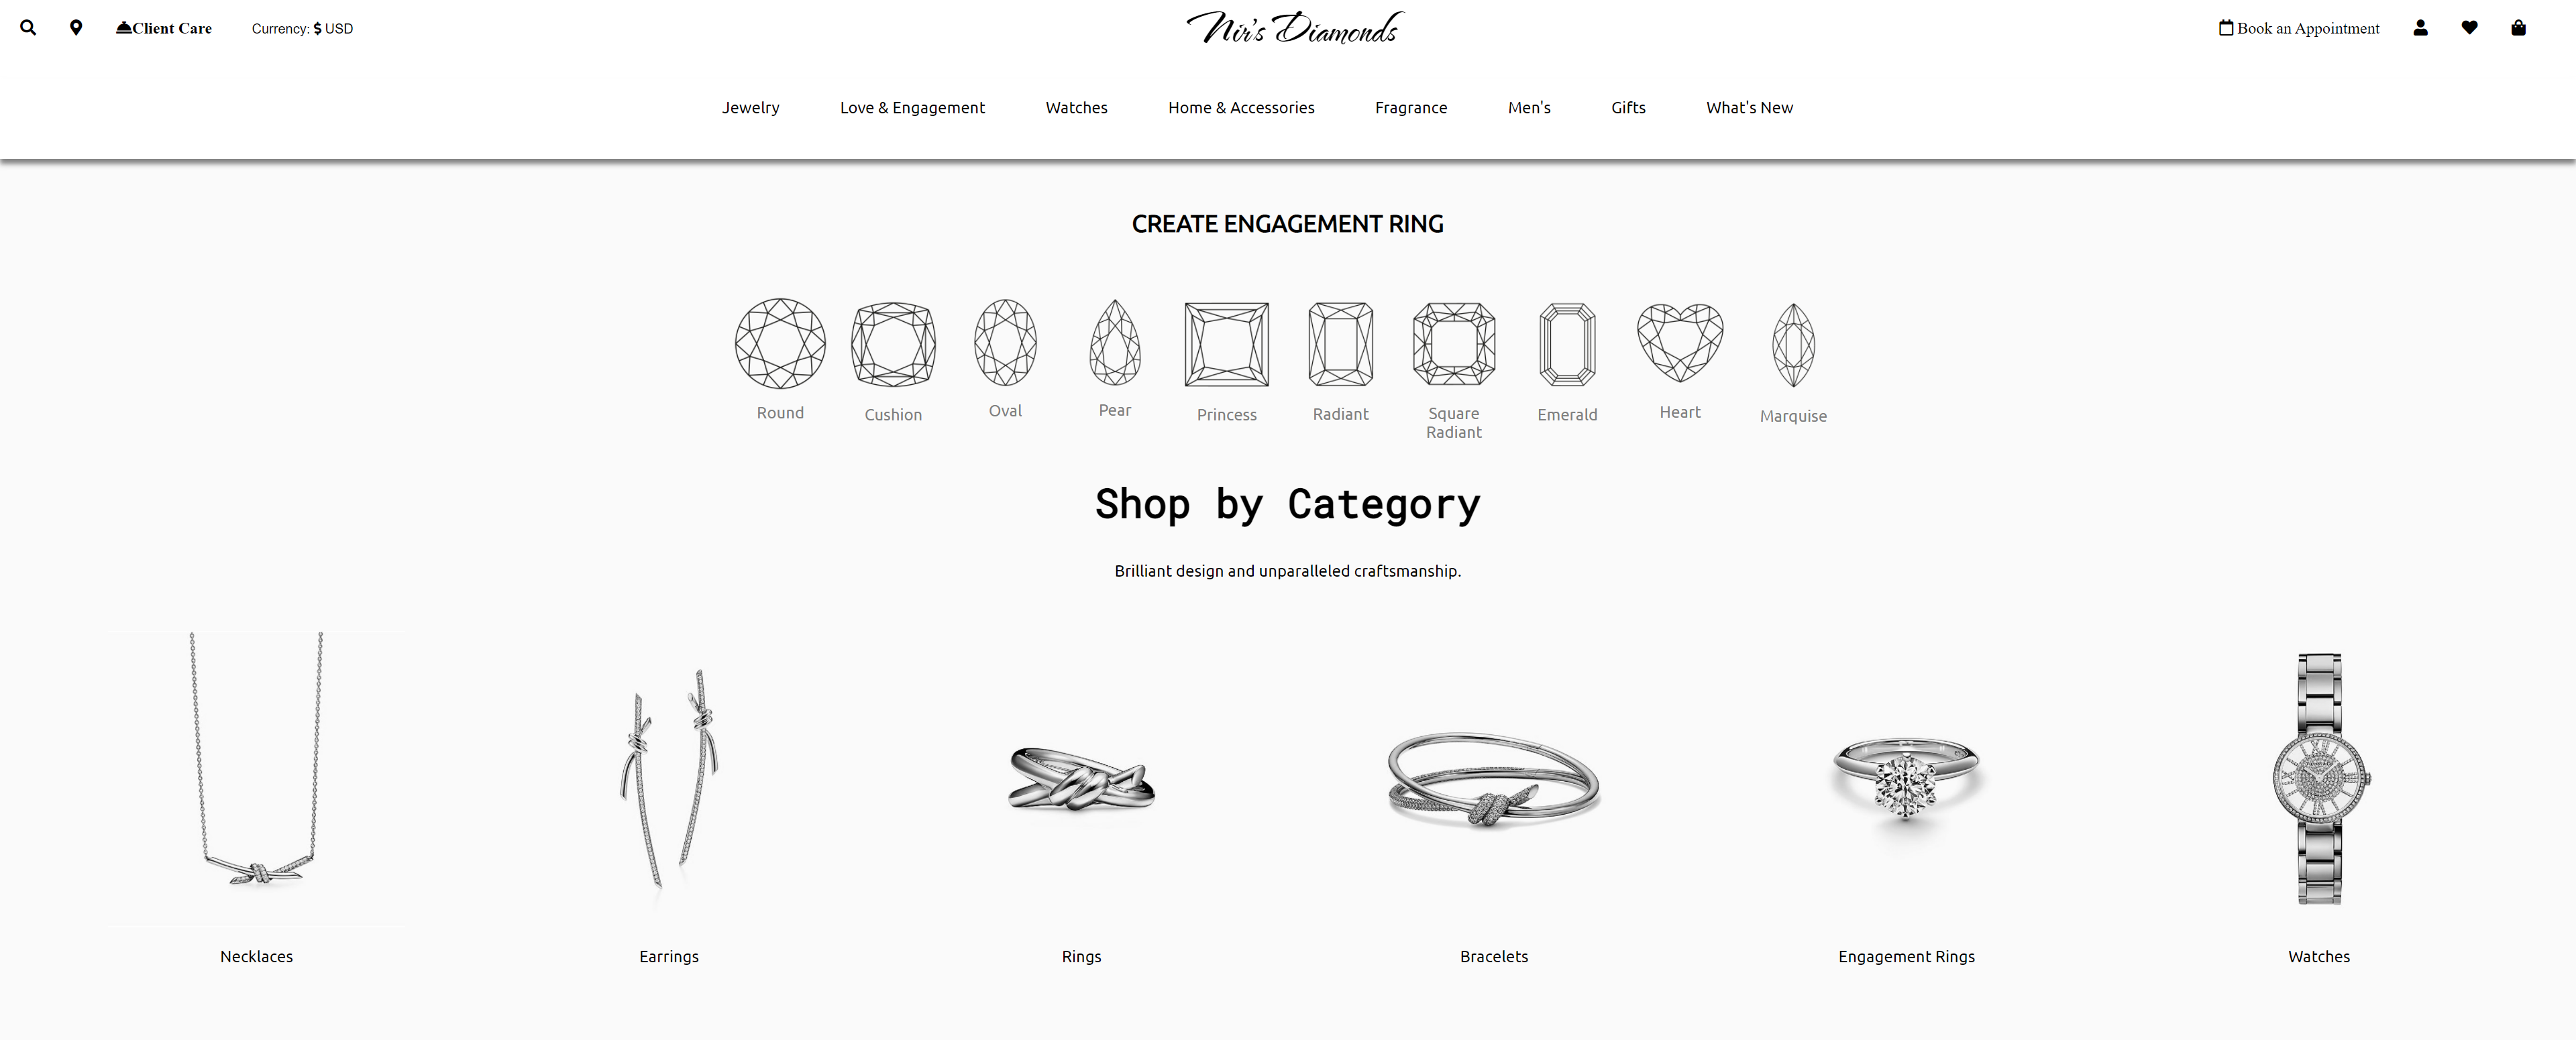 Client Care
Currency: $ USD
Nir's Diamonds
Book an Appointment
Jewelry
Love & Engagement
Watches
Home & Accessories
Fragrance
Men's
Gifts
What's New
CREATE ENGAGEMENT RING
Round
Cushion
Oval
Pear
Princess
Radiant
Square
Radiant
Emerald
Heart
Marquise
Shop by Category
Brilliant design and unparalleled craftsmanship.
Necklaces
Earrings
Rings
Bracelets
Engagement Rings
Watches